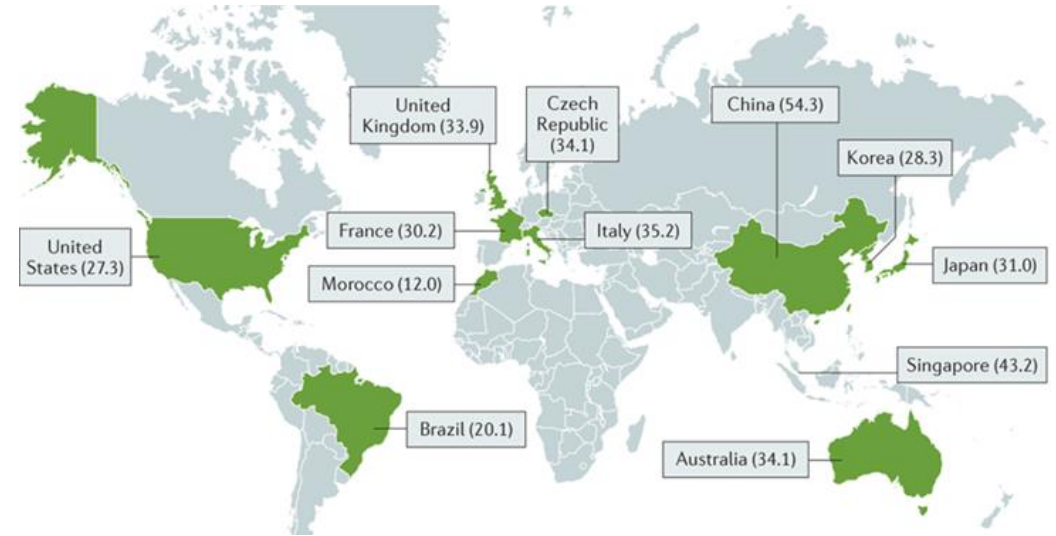 United
Kingdom (33.9)
Czech
Republic
(34.1)
China (54.3)
Korea (28.3)
United
States (27.3)
France (30.2)
Italy (35.2)
Japan (31.0)
Morocco (12.0)
Singapore (43.2)
Brazil (20.1)
Australia (34.1)